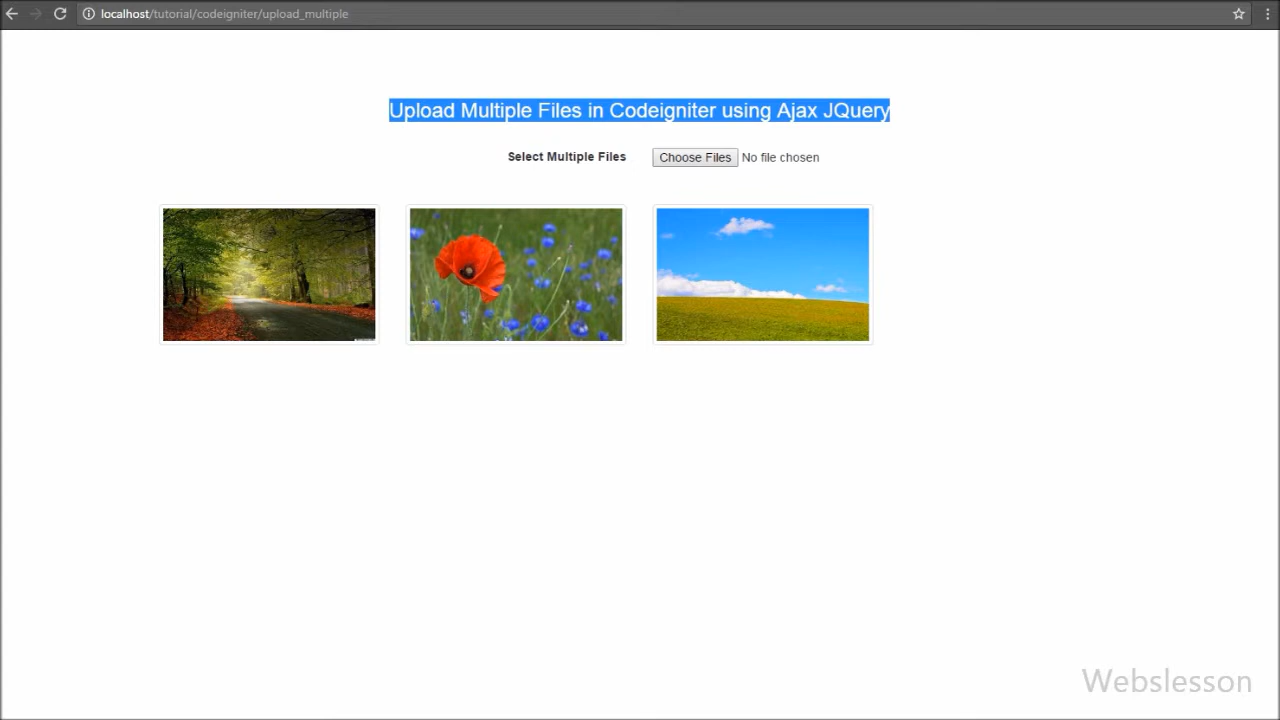 localhost/tutorial/codeigniter/upload_multiple
Upload Multiple Files in Codeigniter using Ajax JQuery
Select Multiple Files Choose Files No file chosen
Webslesson